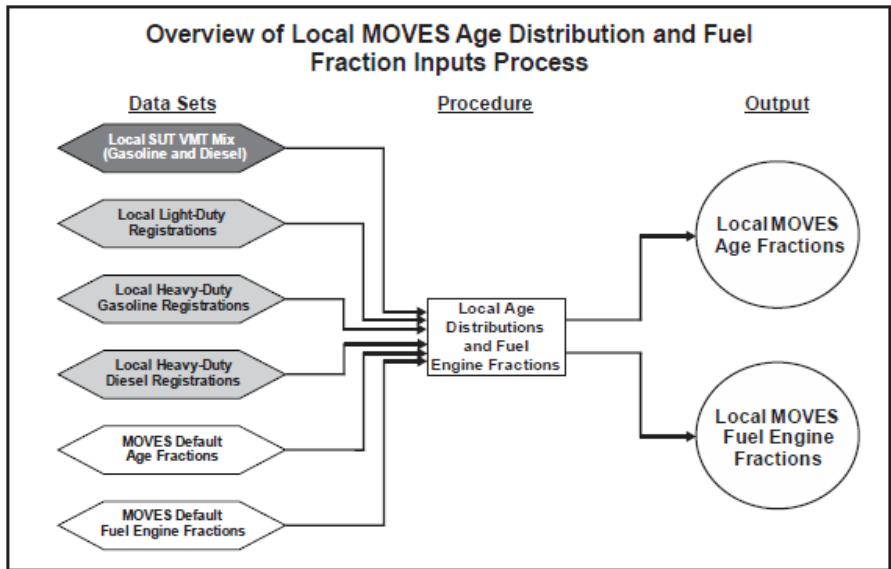 Overview of Local MOVES Age Distribution and Fuel
Fraction Inputs Process
Data Sets
Procedure
Output
Local SUT VMT Mix
(Gasoline and Diesel)
Local Light-Duty
Registrations
Local Heavy-Duty
Gasoline Registrations
Local Heavy-Duty
Diesel Registrations
MOVES Default
Age Fractions
MOVES Default
Fuel Engine Fractions
Local Age
Distributions
and Fuel
Engine Fractions
Local MOVES
Age Fractions
Local MOVES
Fuel Engine
Fractions